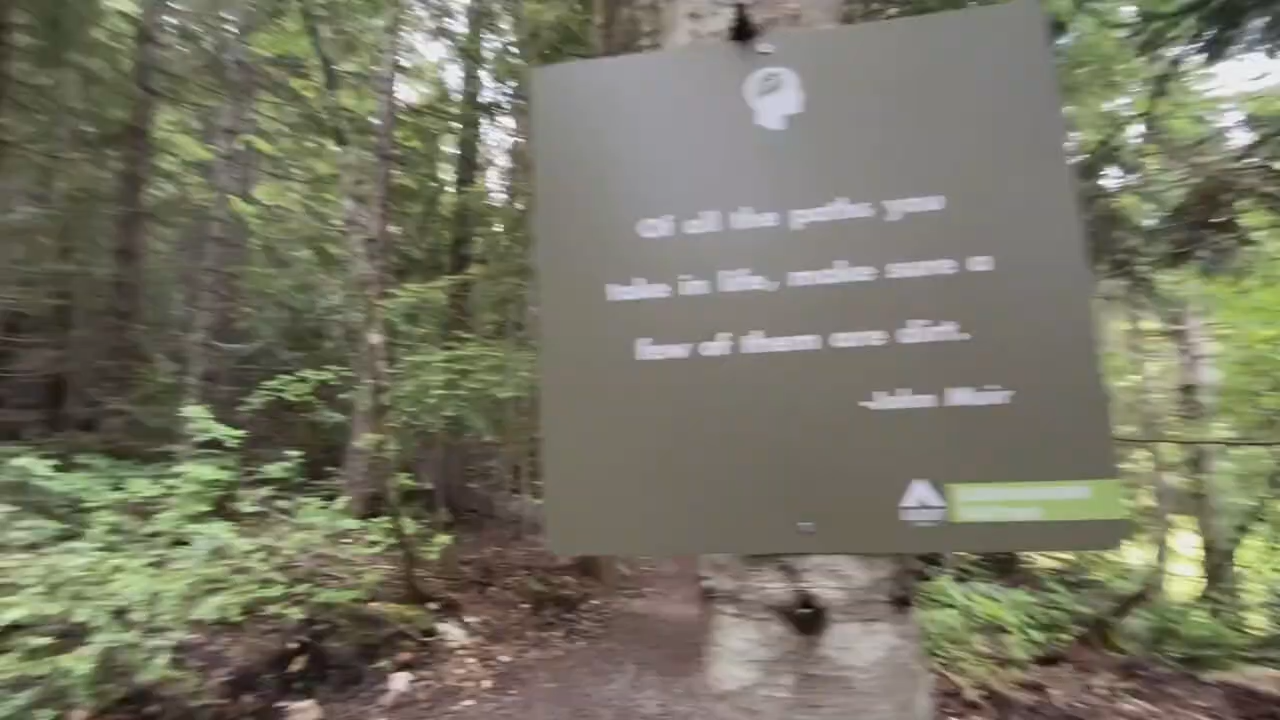 Of all the paths you
take in life, make sure a
few of them are dirt.
-John Muir